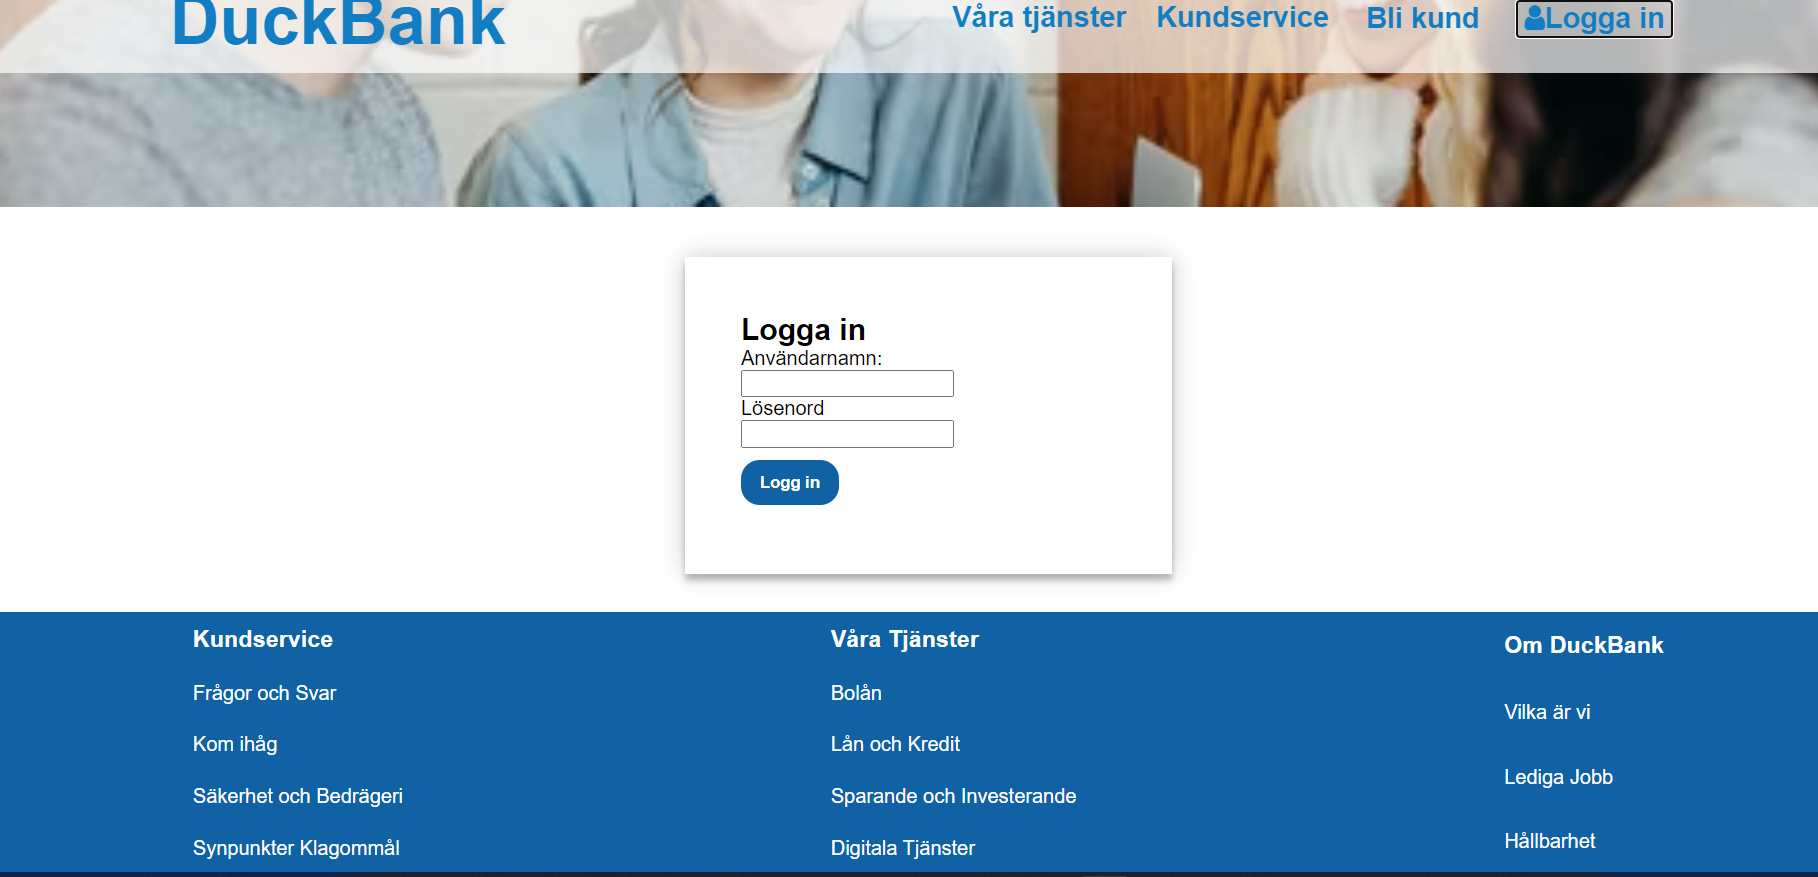 DuckBank
Våra tjänster Kundservice Bli kund Logga in
Logga in
Användarnamn:
Lösenord
Logg in
Kundservice
Frågor och Svar
Kom ihåg
Säkerhet och Bedrägeri
Synpunkter Klagommål
Våra Tjänster
Bolån
Lån och Kredit
Sparande och Investerande
Digitala Tjänster
Om DuckBank
Vilka är vi
Lediga Jobb
Hållbarhet